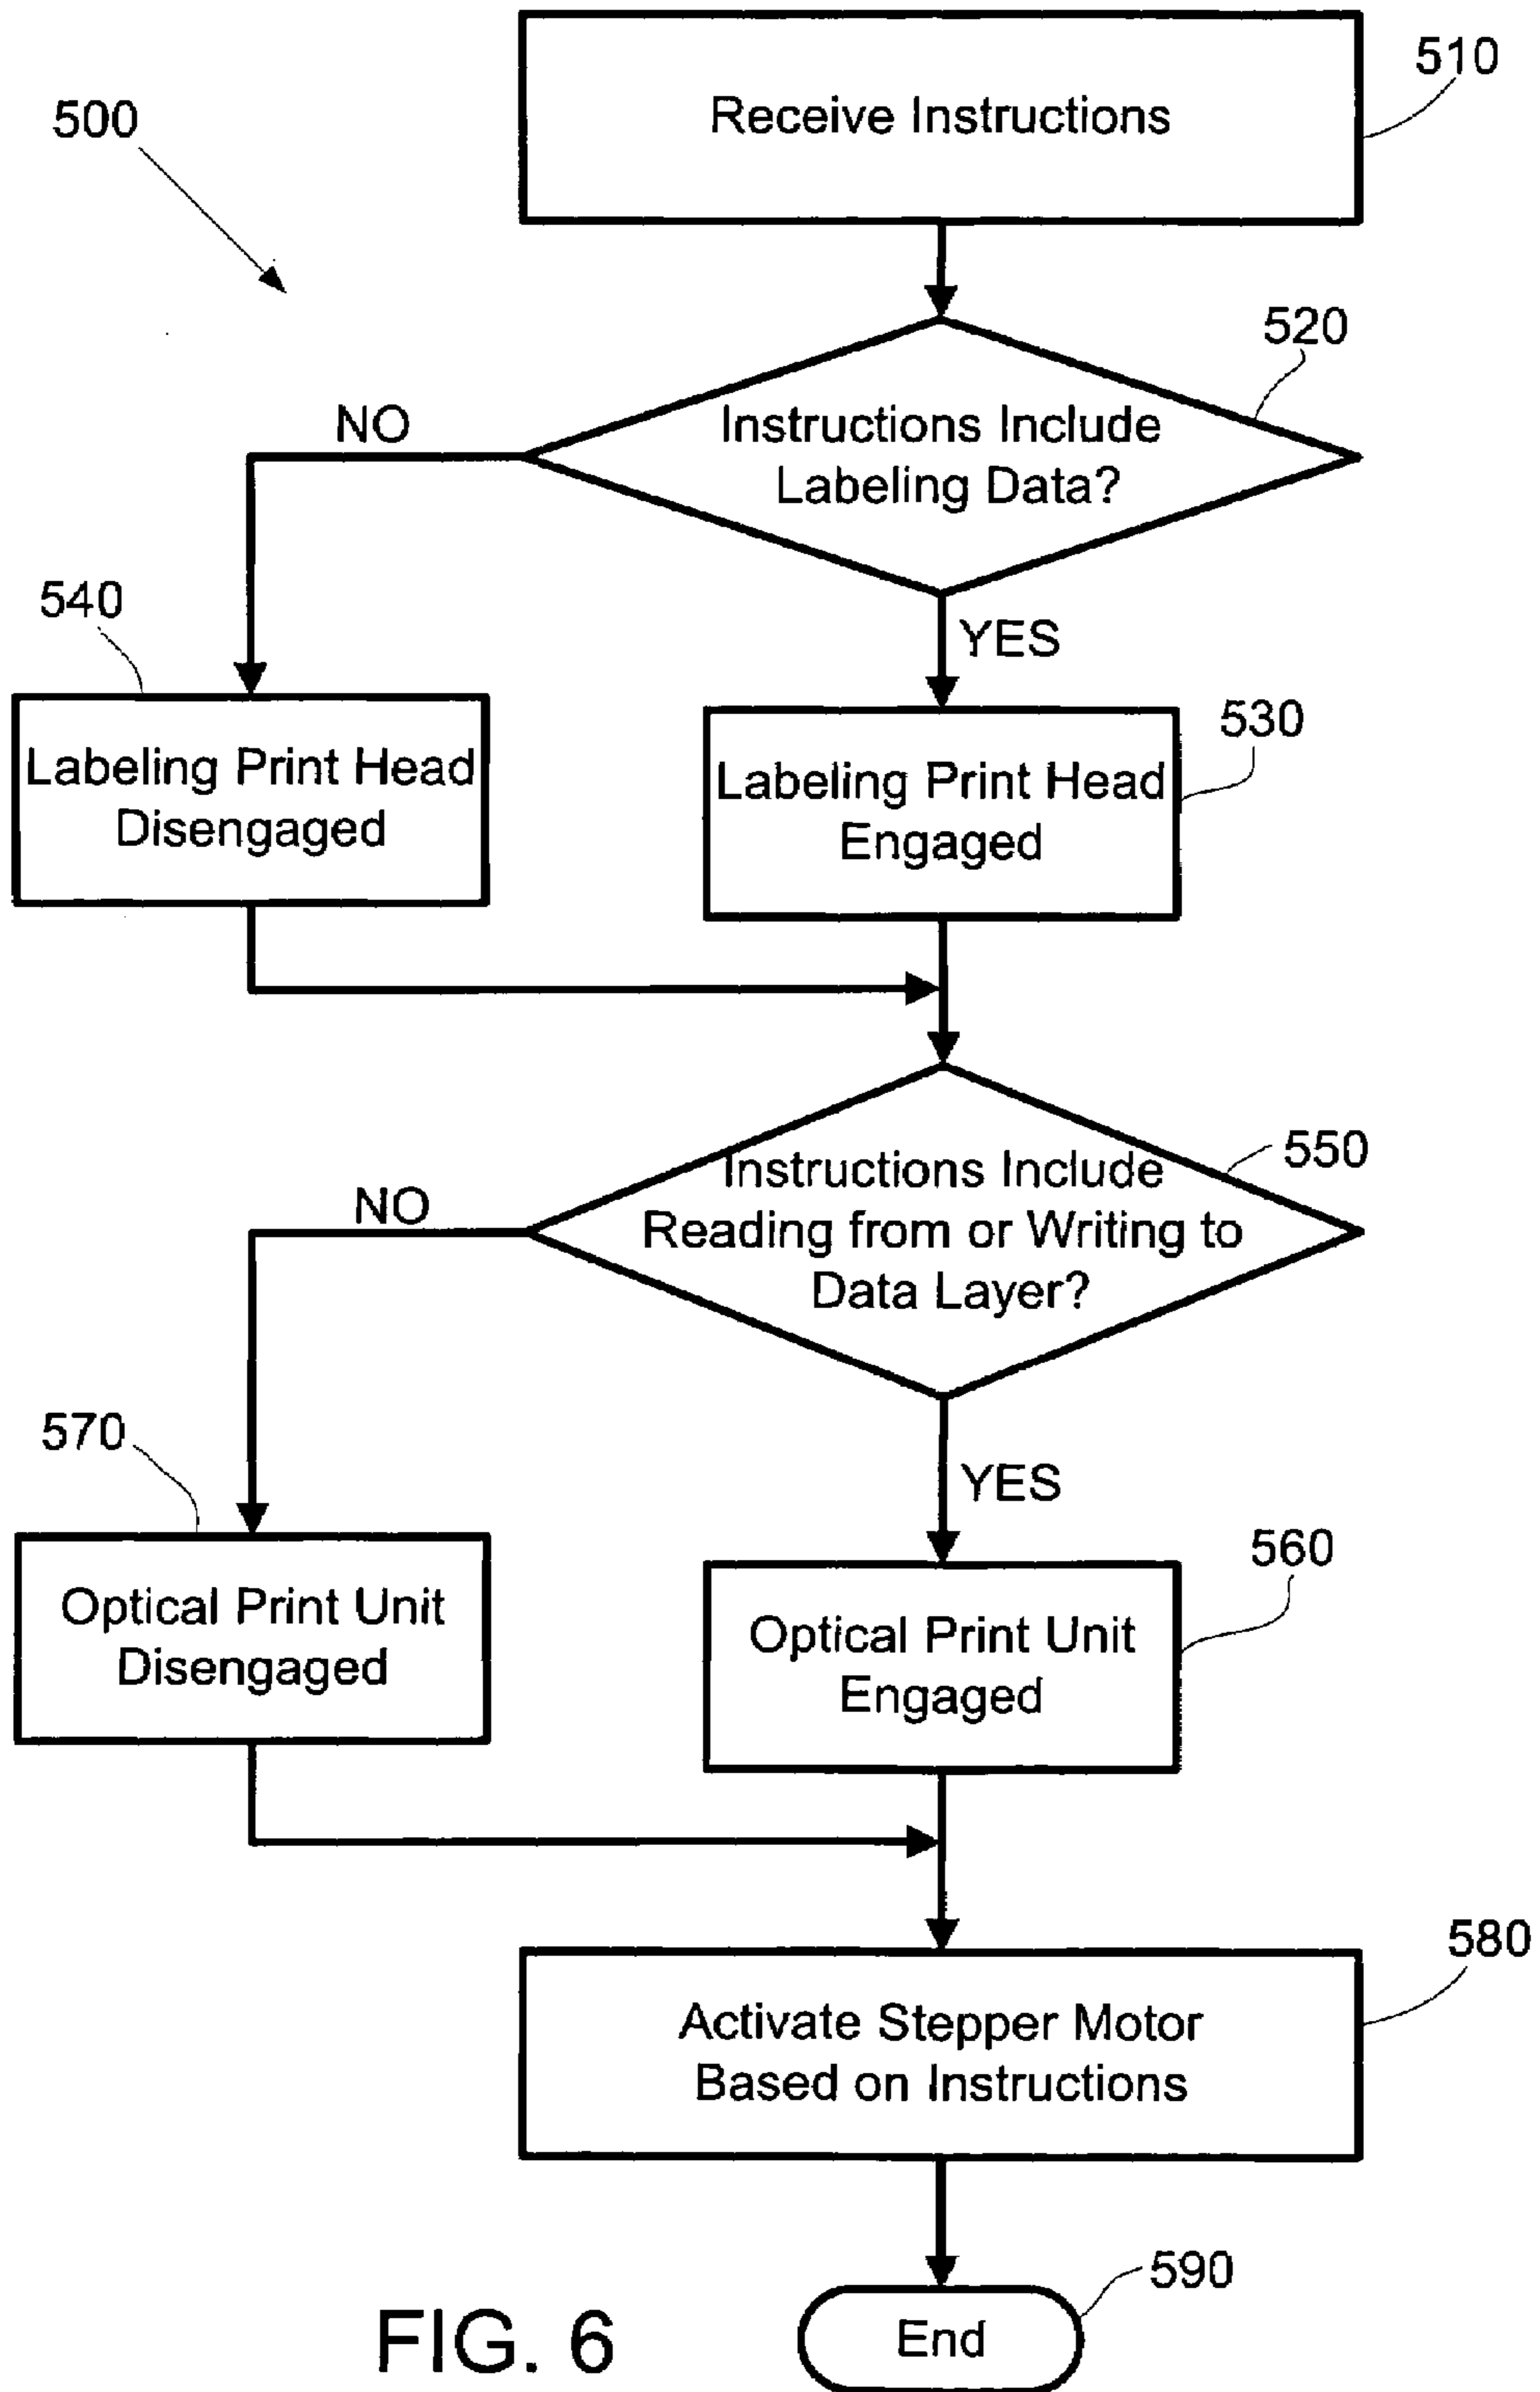 510
Receive Instructions
500
520
Instructions Include
Labeling Data?
NO
YES
540
Labeling Print Head
Disengaged
530
Labeling Print Head
Engaged
550
Instructions Include
Reading from or Writing to
Data Layer?
NO
YES
570
Optical Print Unit
Disengaged
560
Optical Print Unit
Engaged
580
Activate Stepper Motor
Based on Instructions
590
End
FIG. 6